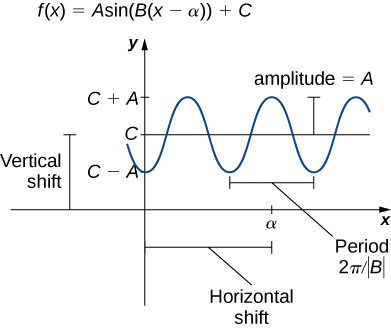 f(x) = Asin(B(x − α)) + C
y
amplitude = A
C + A
C
C − A
Vertical
shift
x
α
Period
2π/|B|
Horizontal
shift